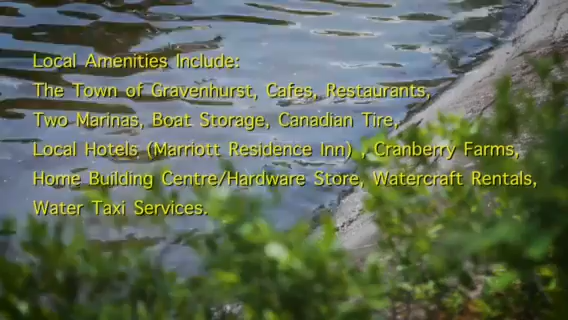 Local Amenities Include:
The Town of Gravenhurst, Cafes, Restaurants,
Two Marinas, Boat Storage, Canadian Tire,
Local Hotels (Marriott Residence Inn) , Cranberry Farms,
Home Building Centre/Hardware Store, Watercraft Rentals,
Water Taxi Services.